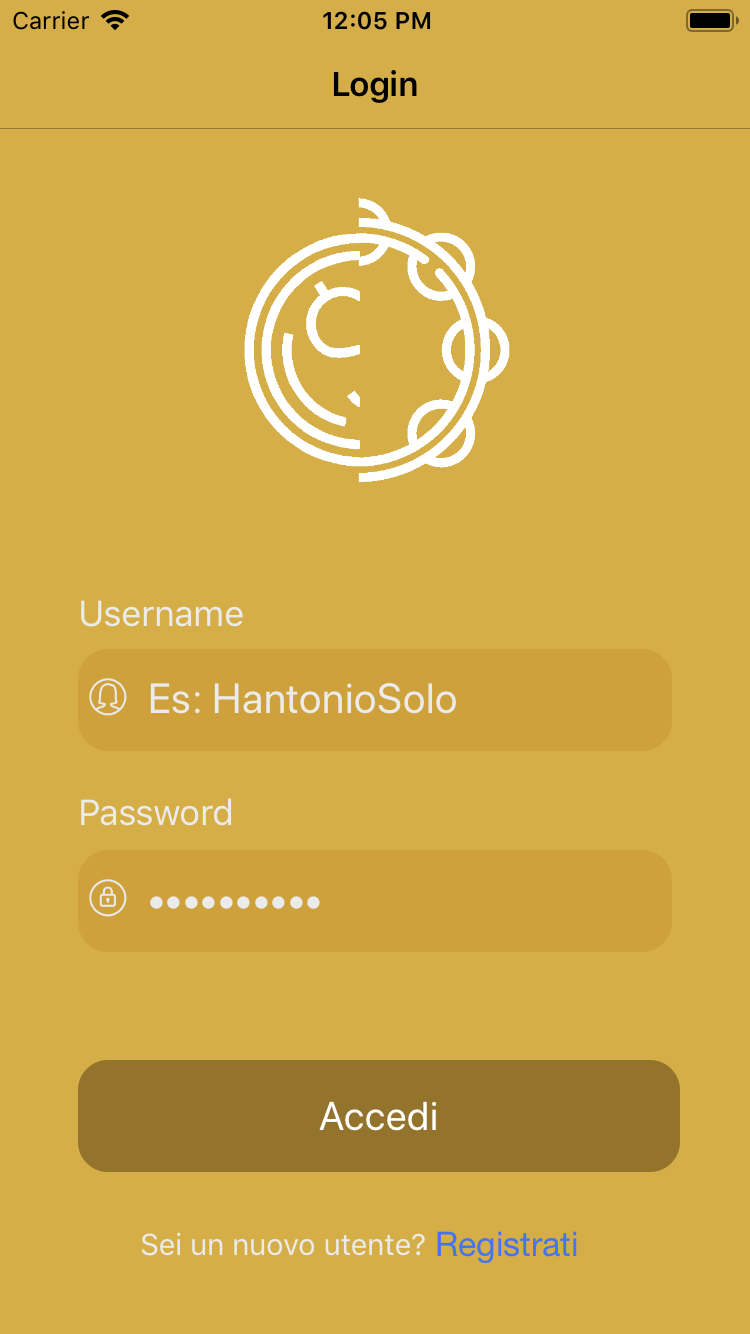 Carrier 12:05 PM
Login
Username
Es: HantonioSolo
Password
••••••••••
Accedi
Sei un nuovo utente? Registrati